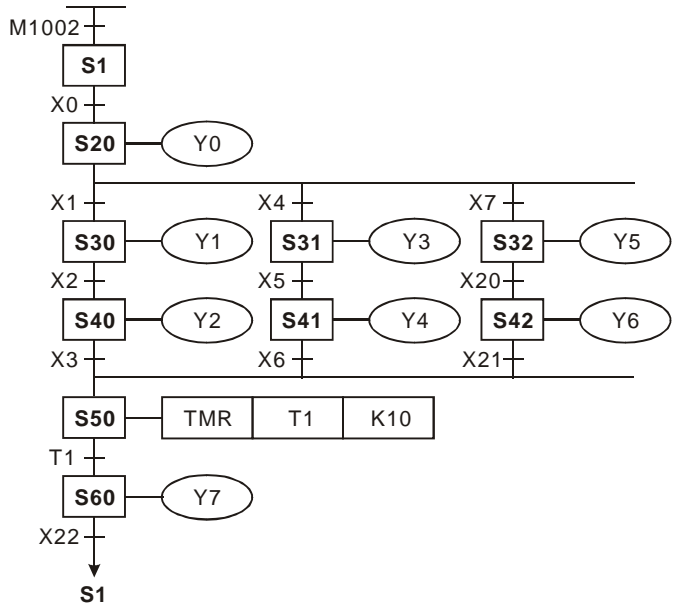 M1002
S1
X0
S20 Y0
X1 X4 X7
S30 Y1 S31 Y3 S32 Y5
X2 X5 X20
S40 Y2 S41 Y4 S42 Y6
X3 X6 X21
S50 TMR T1 K10
T1
S60 Y7
X22
S1